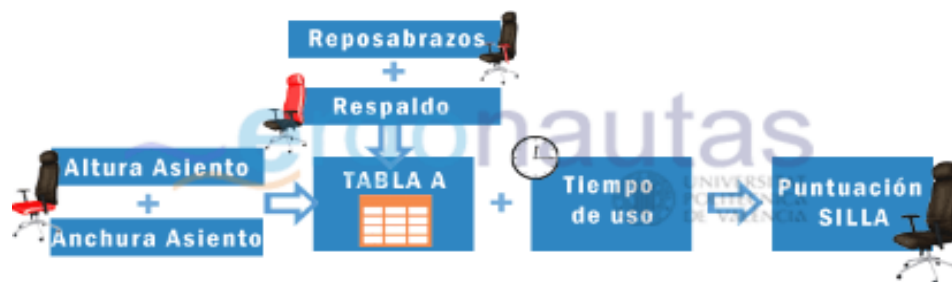 Reposabrazos
+
Respaldo
ergonautas
Altura Asiento
+
Anchura Asiento
TABLA A
+
Tiempo
de uso
UNIVERSITAT
POLITÈCNICA
DE VALÈNCIA
Puntuación
SILLA